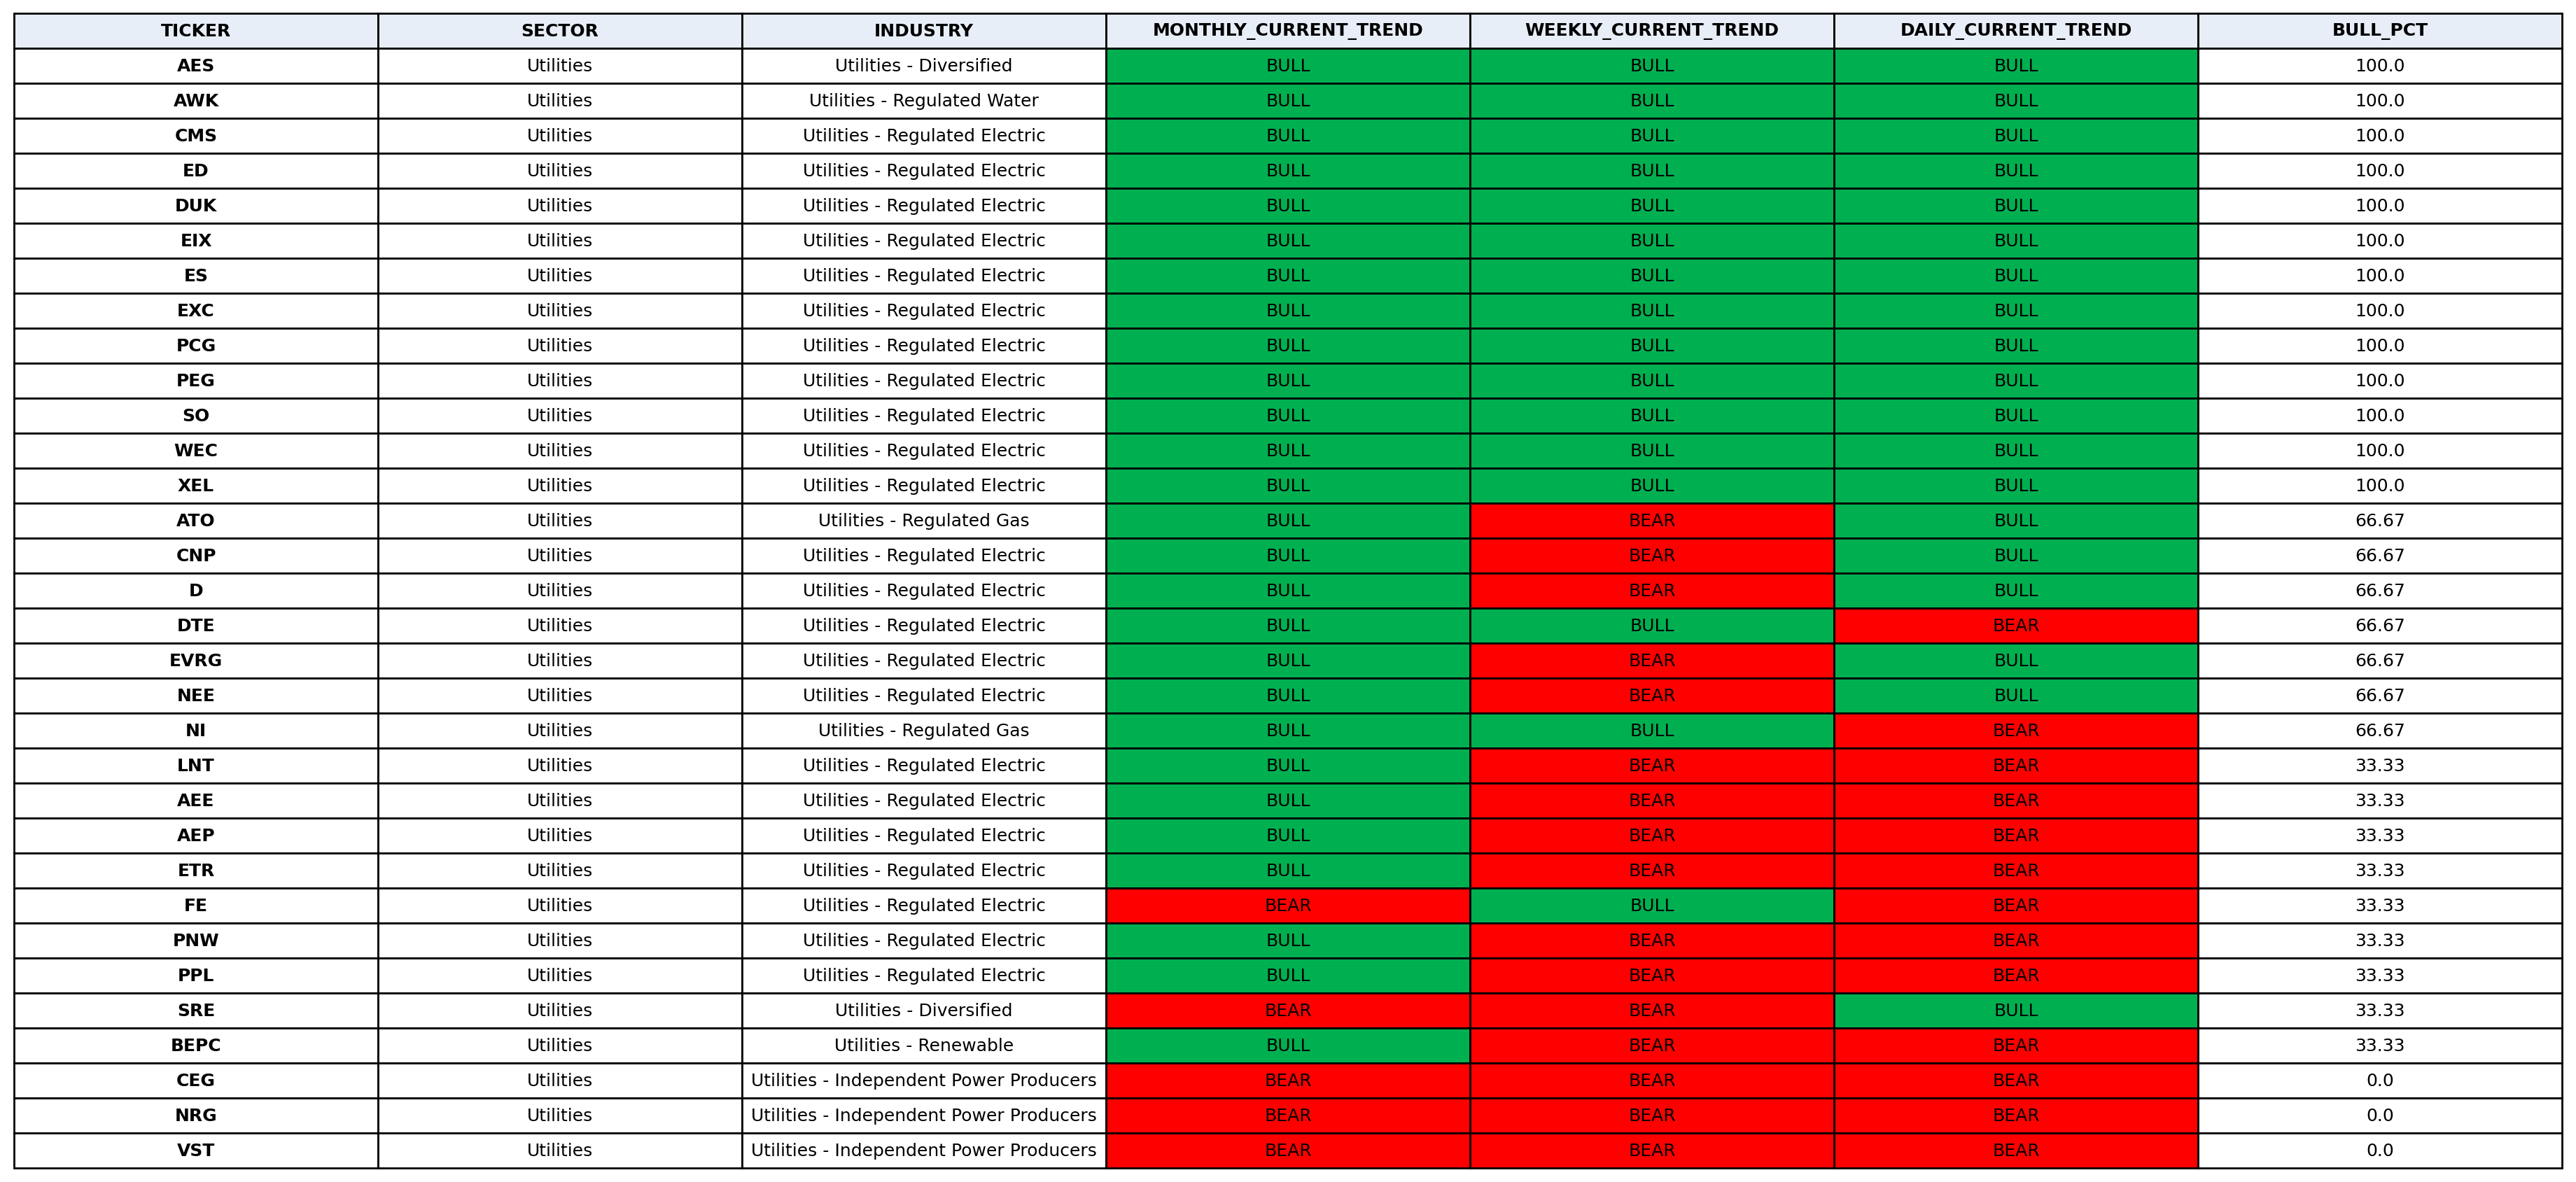 TICKER SECTOR INDUSTRY MONTHLY_CURRENT_TREND WEEKLY_CURRENT_TREND DAILY_CURRENT_TREND BULL_PCT
AES Utilities Utilities - Diversified BULL BULL BULL 100.0
AWK Utilities Utilities - Regulated Water BULL BULL BULL 100.0
CMS Utilities Utilities - Regulated Electric BULL BULL BULL 100.0
ED Utilities Utilities - Regulated Electric BULL BULL BULL 100.0
DUK Utilities Utilities - Regulated Electric BULL BULL BULL 100.0
EIX Utilities Utilities - Regulated Electric BULL BULL BULL 100.0
ES Utilities Utilities - Regulated Electric BULL BULL BULL 100.0
EXC Utilities Utilities - Regulated Electric BULL BULL BULL 100.0
PCG Utilities Utilities - Regulated Electric BULL BULL BULL 100.0
PEG Utilities Utilities - Regulated Electric BULL BULL BULL 100.0
SO Utilities Utilities - Regulated Electric BULL BULL BULL 100.0
WEC Utilities Utilities - Regulated Electric BULL BULL BULL 100.0
XEL Utilities Utilities - Regulated Electric BULL BULL BULL 100.0
ATO Utilities Utilities - Regulated Gas BULL BEAR BULL 66.67
CNP Utilities Utilities - Regulated Electric BULL BEAR BULL 66.67
D Utilities Utilities - Regulated Electric BULL BEAR BULL 66.67
DTE Utilities Utilities - Regulated Electric BULL BULL BEAR 66.67
EVRG Utilities Utilities - Regulated Electric BULL BEAR BULL 66.67
NEE Utilities Utilities - Regulated Electric BULL BEAR BULL 66.67
NI Utilities Utilities - Regulated Gas BULL BULL BEAR 66.67
LNT Utilities Utilities - Regulated Electric BULL BEAR BEAR 33.33
AEE Utilities Utilities - Regulated Electric BULL BEAR BEAR 33.33
AEP Utilities Utilities - Regulated Electric BULL BEAR BEAR 33.33
ETR Utilities Utilities - Regulated Electric BULL BEAR BEAR 33.33
FE Utilities Utilities - Regulated Electric BEAR BULL BEAR 33.33
PNW Utilities Utilities - Regulated Electric BULL BEAR BEAR 33.33
PPL Utilities Utilities - Regulated Electric BULL BEAR BEAR 33.33
SRE Utilities Utilities - Diversified BEAR BEAR BULL 33.33
BEPC Utilities Utilities - Renewable BULL BEAR BEAR 33.33
CEG Utilities Utilities - Independent Power Producers BEAR BEAR BEAR 0.0
NRG Utilities Utilities - Independent Power Producers BEAR BEAR BEAR 0.0
VST Utilities Utilities - Independent Power Producers BEAR BEAR BEAR 0.0